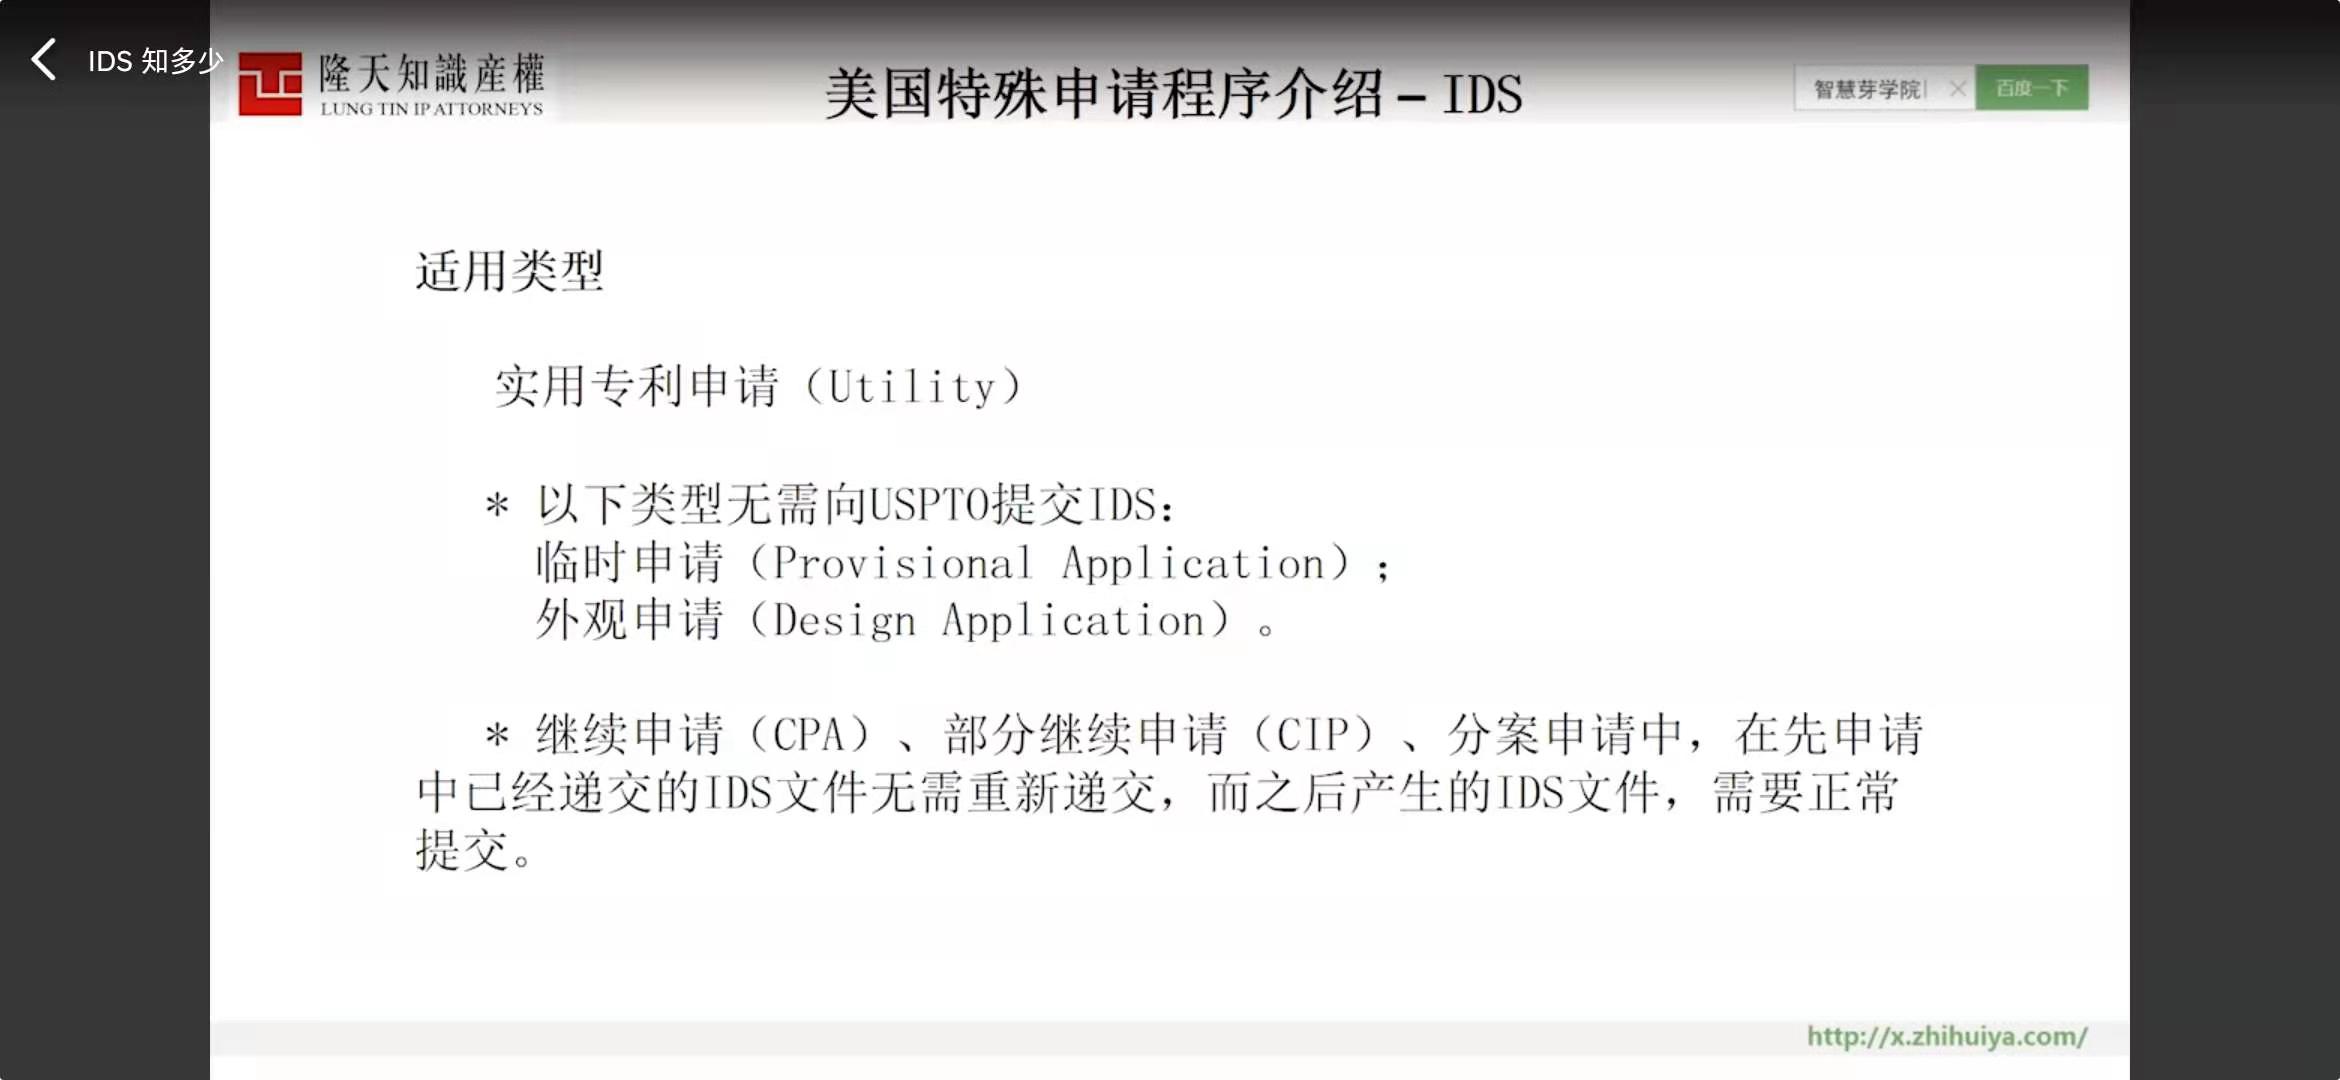 IDS 知多少
隆天知識産權
LUNG TIN IP ATTORNEYS
美国特殊申请程序介绍 – IDS
智慧芽学院
百度一下
适用类型
实用专利申请（Utility）
* 以下类型无需向USPTO提交IDS：
临时申请（Provisional Application）；
外观申请（Design Application）。
* 继续申请（CPA）、部分继续申请（CIP）、分案申请中，在先申请
中已经递交的IDS文件无需重新递交，而之后产生的IDS文件，需要正常
提交。
http://x.zhihuiya.com/